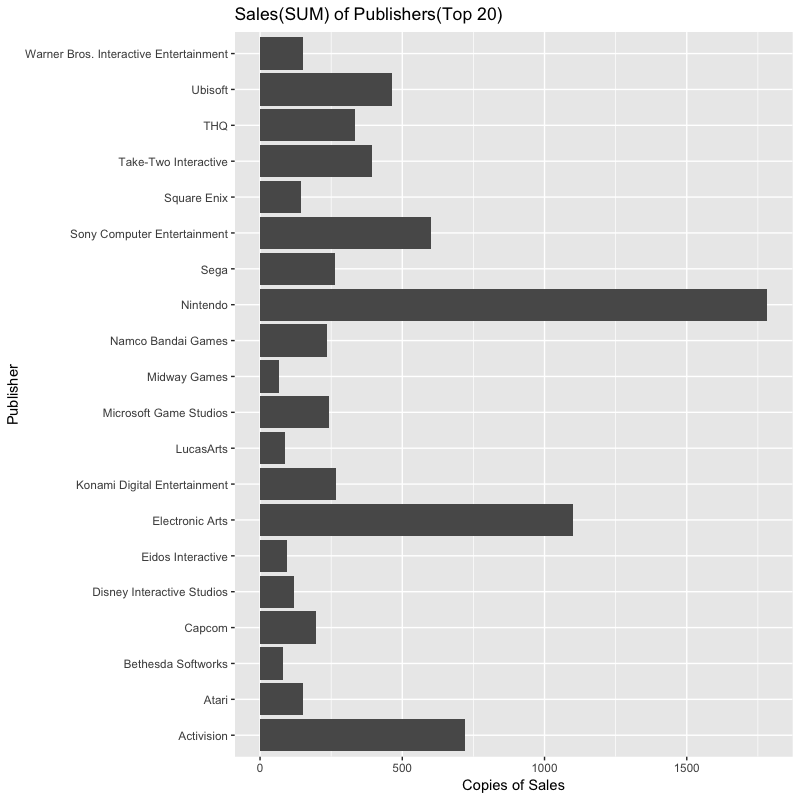 Sales(SUM) of Publishers(Top 20)
Warner Bros. Interactive Entertainment
Ubisoft
THQ
Take-Two Interactive
Square Enix
Sony Computer Entertainment
Sega
Nintendo
Namco Bandai Games
Midway Games
Microsoft Game Studios
LucasArts
Konami Digital Entertainment
Electronic Arts
Eidos Interactive
Disney Interactive Studios
Capcom
Bethesda Softworks
Atari
Activision
Publisher
0 500 1000 1500
Copies of Sales